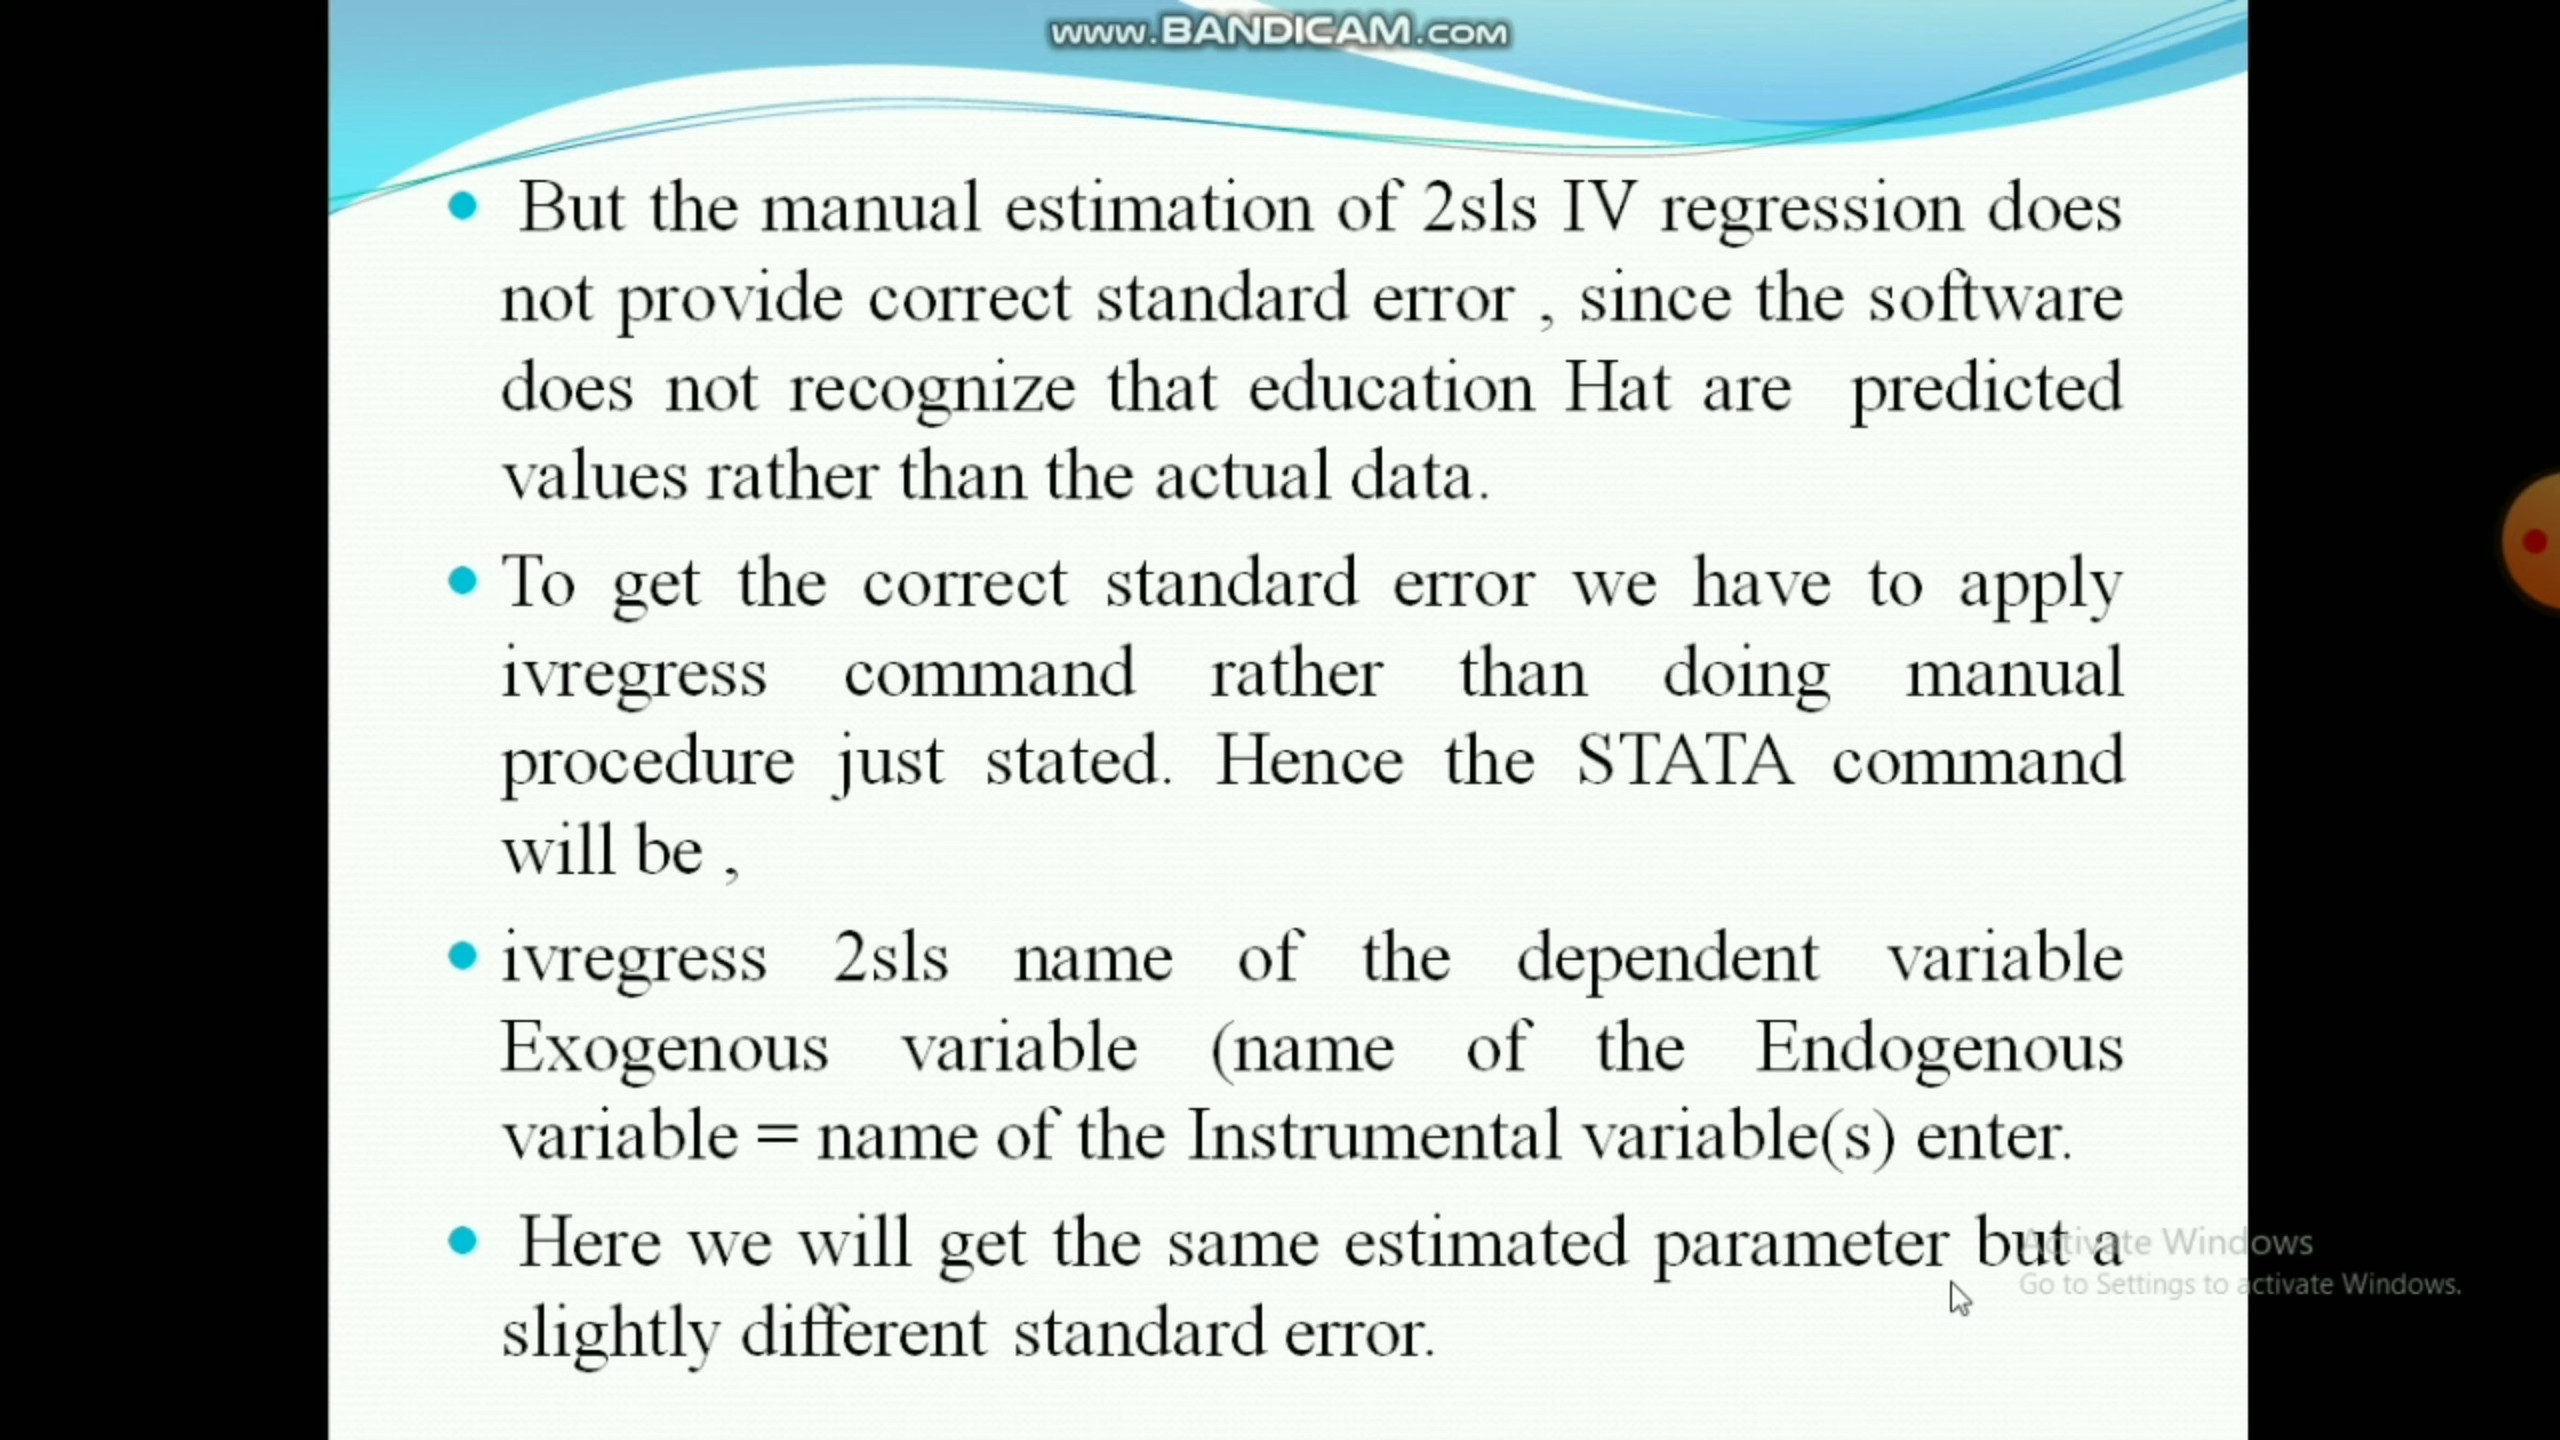 www.BANDICAM.COM
But the manual estimation of 2sls IV regression does
not provide correct standard error , since the software
does not recognize that education Hat are predicted
values rather than the actual data.
To get the correct standard error we have to apply
ivregress command rather than doing manual
procedure just stated. Hence the STATA command
will be ,
ivregress 2sls name of the dependent variable
Exogenous variable (name of the Endogenous
variable = name of the Instrumental variable(s) enter.
Here we will get the same estimated parameter but a
slightly different standard error.
Activate Windows
Go to Settings to activate Windows.